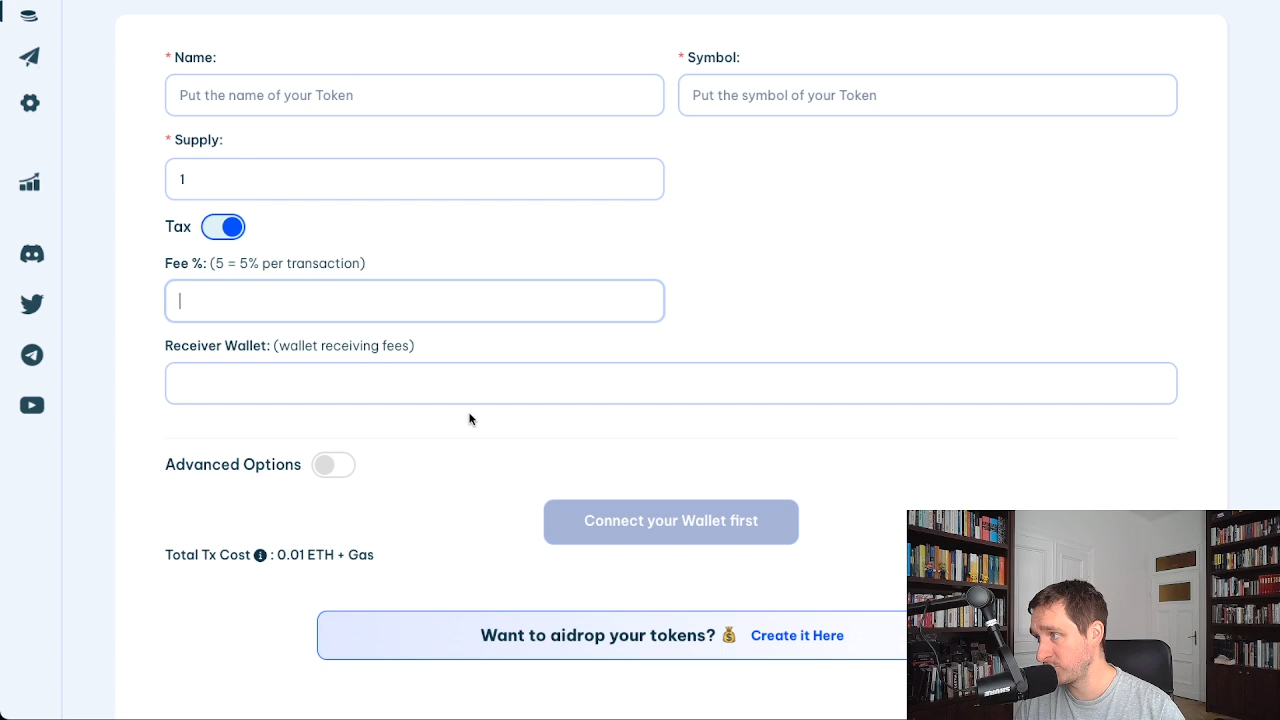 * Name:
Put the name of your Token
* Symbol:
Put the symbol of your Token
* Supply:
1
Tax
Fee %: (5 = 5% per transaction)
Receiver Wallet: (wallet receiving fees)
Advanced Options
Connect your Wallet first
Total Tx Cost i : 0.01 ETH + Gas
Want to aidrop your tokens? 💰 Create it Here
SHURE